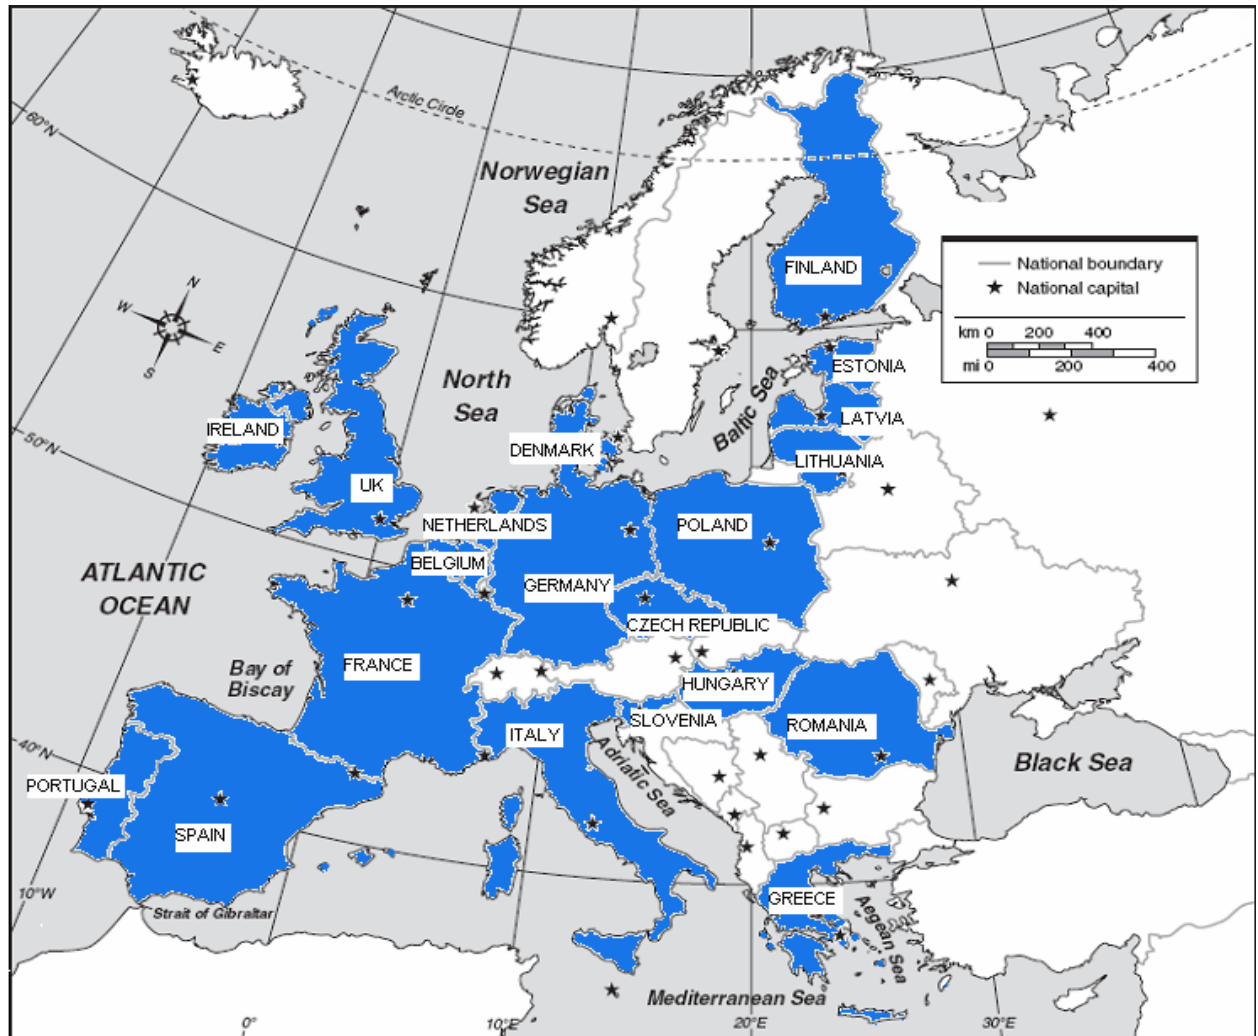 Arctic Circle
60°N
Norwegian
Sea
N
W
E
S
FINLAND
National boundary
National capital
km 0 200 400
mi 0 200 400
North
Sea
Baltic Sea
ESTONIA
LATVIA
LITHUANIA
IRELAND
DENMARK
50°N
UK
NETHERLANDS
POLAND
BELGIUM
GERMANY
ATLANTIC
OCEAN
CZECH REPUBLIC
FRANCE
Bay of
Biscay
HUNGARY
SLOVENIA
ROMANIA
ITALY
40°N
Adriatic Sea
Black Sea
PORTUGAL
SPAIN
10°W
GREECE
Strait of Gibraltar
Aegean Sea
Mediterranean Sea
0°
10°E
20°E
30°E